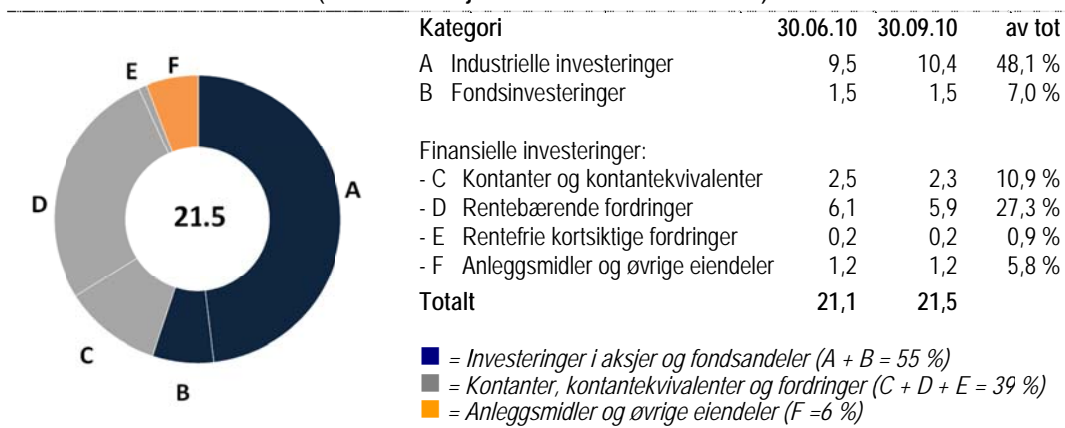 Kategori 30.06.10 30.09.10 av tot
A Industrielle investeringer 9,5 10,4 48,1 %
B Fondsinvesteringer 1,5 1,5 7,0 %
Finansielle investeringer:
- C Kontanter og kontantekvivalenter 2,5 2,3 10,9 %
- D Rentebærende fordringer 6,1 5,9 27,3 %
- E Rentefrie kortsiktige fordringer 0,2 0,2 0,9 %
- F Anleggsmidler og øvrige eiendeler 1,2 1,2 5,8 %
Totalt 21,1 21,5
= Investeringer i aksjer og fondsandeler (A + B = 55 %)
= Kontanter, kontantekvivalenter og fordringer (C + D + E = 39 %)
= Anleggsmidler og øvrige eiendeler (F =6 %)
E F
A
D
21.5
C
B